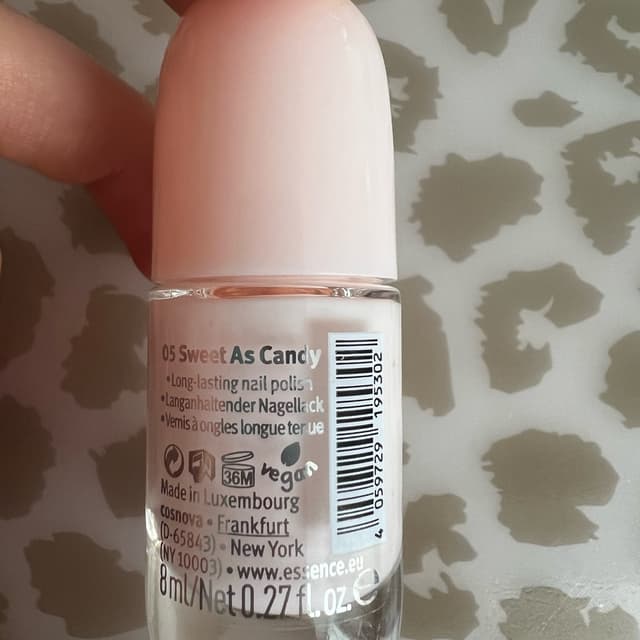 05 Sweet As Candy
•Long-lasting nail polish
•Langanhaltender Nagellack
•Vernis à ongles longue tenue
36M
vegan
Made in Luxembourg
cosnova • Frankfurt
(D-65843) • New York
(NY 10003) • www.essence.eu
8ml/Net 0.27 fl. oz. e
4 059729 195302